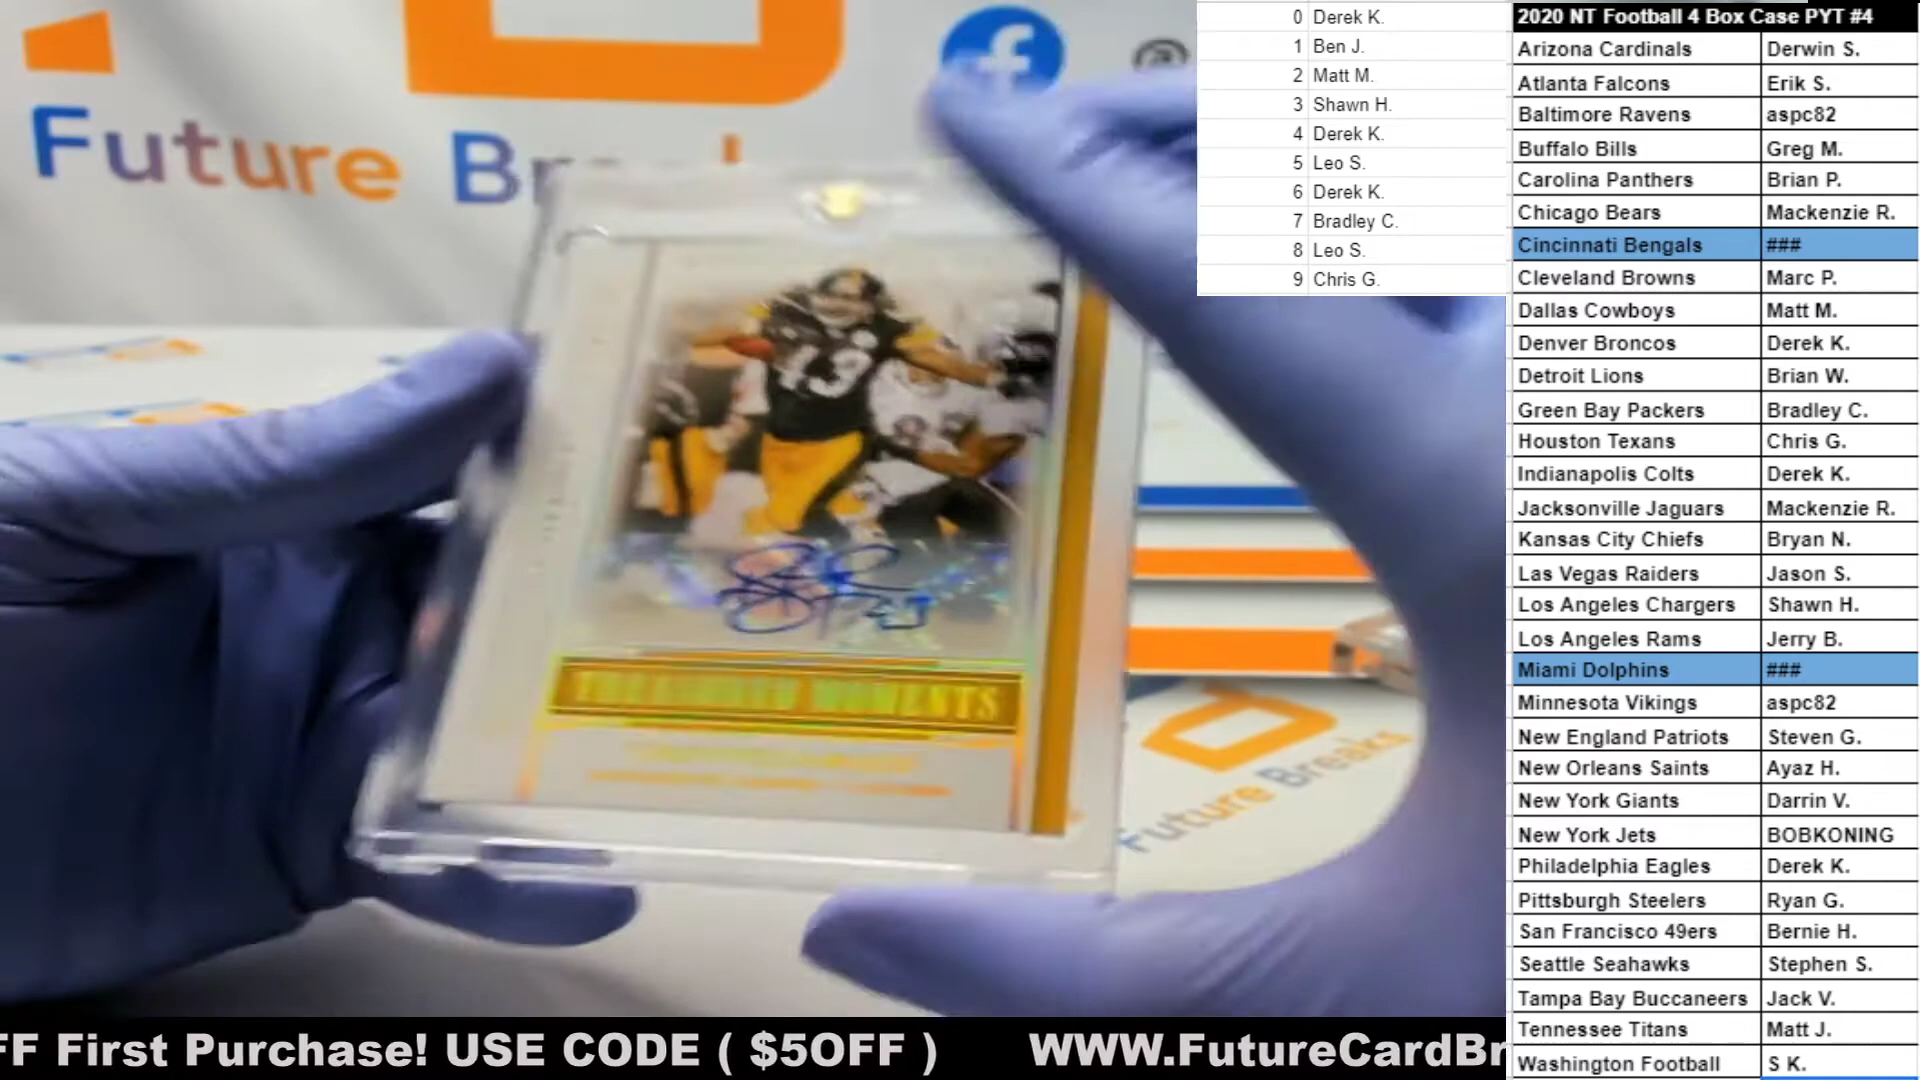 Future
0 Derek K.
1 Ben J.
2 Matt M.
3 Shawn H.
4 Derek K.
5 Leo S.
6 Derek K.
7 Bradley C.
8 Leo S.
9 Chris G.
2020 NT Football 4 Box Case PYT #4
Arizona Cardinals Derwin S.
Atlanta Falcons Erik S.
Baltimore Ravens aspc82
Buffalo Bills Greg M.
Carolina Panthers Brian P.
Chicago Bears Mackenzie R.
Cincinnati Bengals ###
Cleveland Browns Marc P.
Dallas Cowboys Matt M.
Denver Broncos Derek K.
Detroit Lions Brian W.
Green Bay Packers Bradley C.
Houston Texans Chris G.
Indianapolis Colts Derek K.
Jacksonville Jaguars Mackenzie R.
Kansas City Chiefs Bryan N.
Las Vegas Raiders Jason S.
Los Angeles Chargers Shawn H.
Los Angeles Rams Jerry B.
Miami Dolphins ###
Minnesota Vikings aspc82
New England Patriots Steven G.
New Orleans Saints Ayaz H.
New York Giants Darrin V.
New York Jets BOBKONING
Philadelphia Eagles Derek K.
Pittsburgh Steelers Ryan G.
San Francisco 49ers Bernie H.
Seattle Seahawks Stephen S.
Tampa Bay Buccaneers Jack V.
Tennessee Titans Matt J.
Washington Football S K.
43
MOMENTS
Future Breaks
FF First Purchase! USE CODE ( $5OFF ) WWW.FutureCardBr